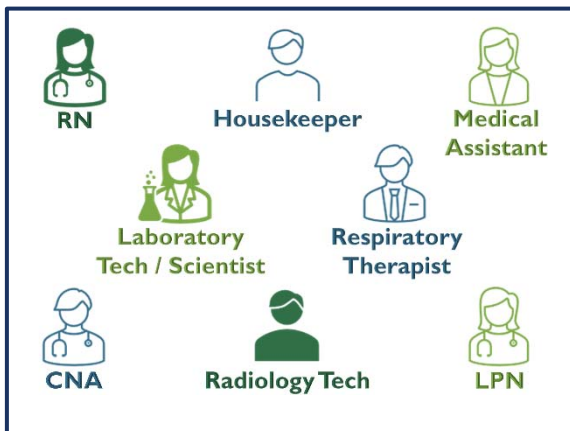 RN
Housekeeper
Medical
Assistant
Laboratory
Tech / Scientist
Respiratory
Therapist
CNA
Radiology Tech
LPN